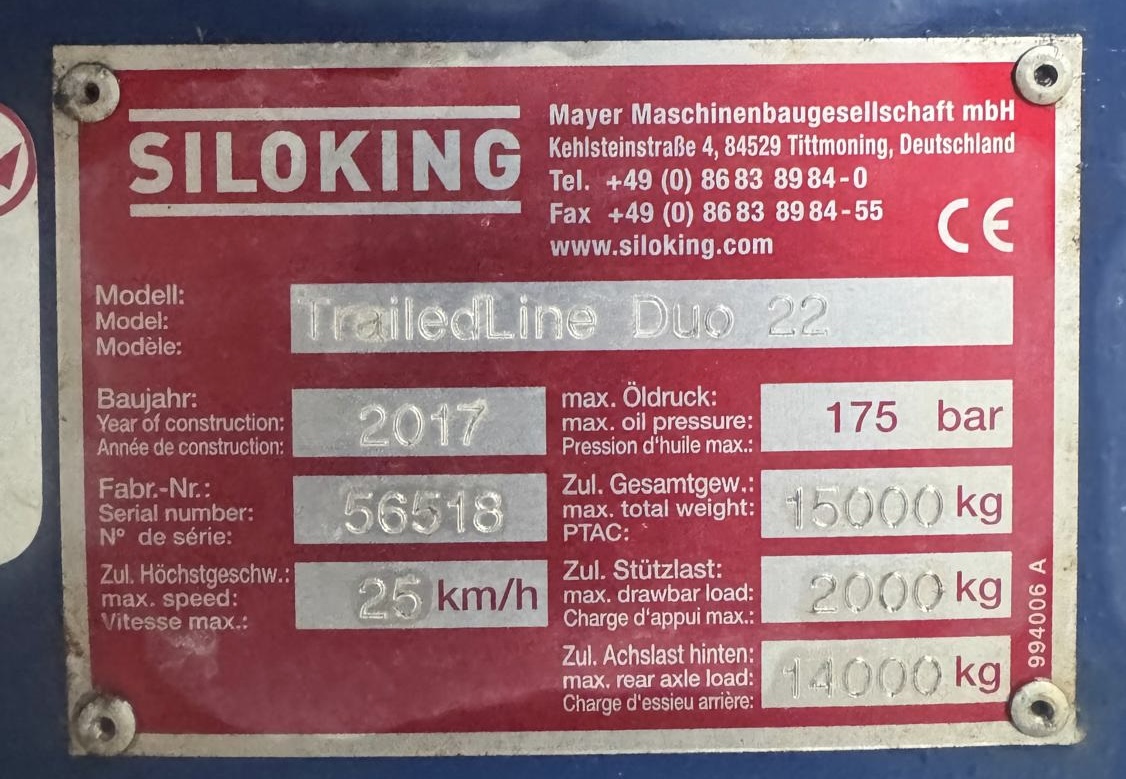 SILOKING
Mayer Maschinenbaugesellschaft mbH
Kehlsteinstraße 4, 84529 Tittmoning, Deutschland
Tel. +49 (0) 86 83 89 84 - 0
Fax +49 (0) 86 83 89 84 - 55
www.siloking.com
CE
Modell:
Model:
Modèle:
TrailedLine Duo 22
Baujahr:
Year of construction:
Année de construction:
2017
max. Öldruck:
max. oil pressure:
Pression d'huile max.:
175 bar
Fabr.-Nr.:
Serial number:
Nº de série:
56518
Zul. Gesamtgew.:
max. total weight:
PTAC:
15000 kg
Zul. Höchstgeschw.:
max. speed:
Vitesse max.:
25 km/h
Zul. Stützlast:
max. drawbar load:
Charge d'appui max.:
2000 kg
Zul. Achslast hinten:
max. rear axle load:
Charge d'essieu arrière:
14000 kg
994006 A